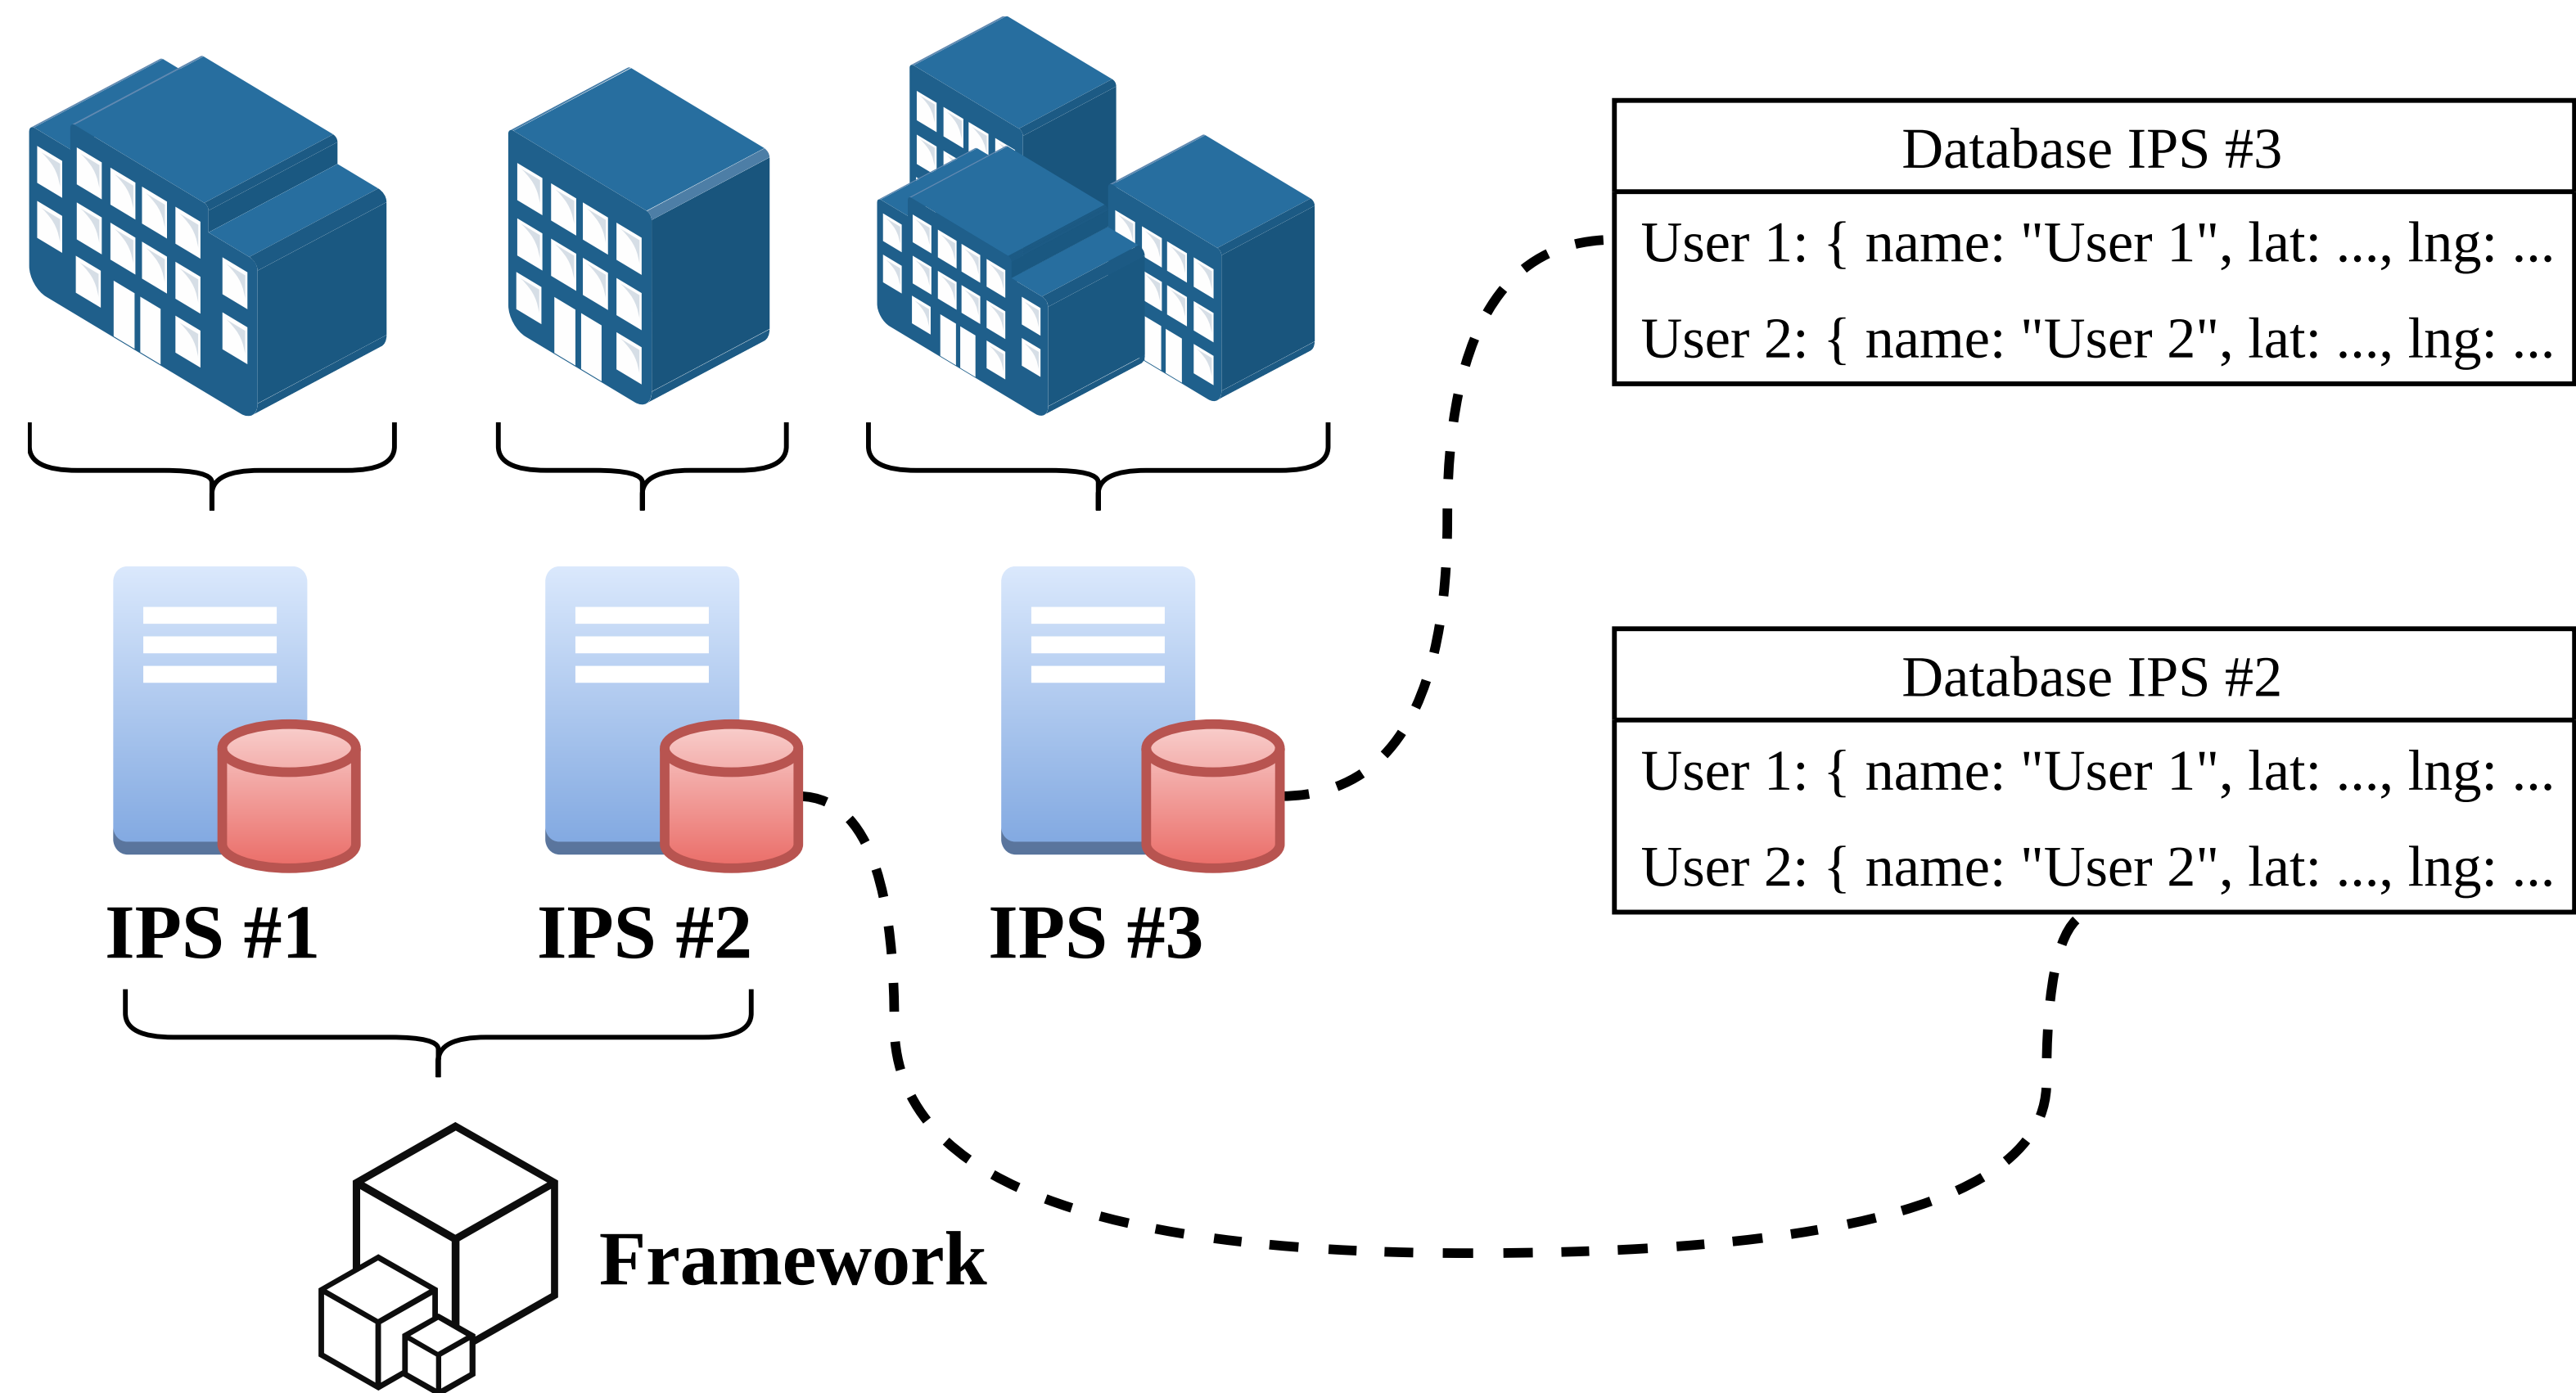 Database IPS #3
User 1: { name: "User 1", lat: ..., lng: ...
User 2: { name: "User 2", lat: ..., lng: ...
Database IPS #2
User 1: { name: "User 1", lat: ..., lng: ...
User 2: { name: "User 2", lat: ..., lng: ...
IPS #1
IPS #2
IPS #3
Framework